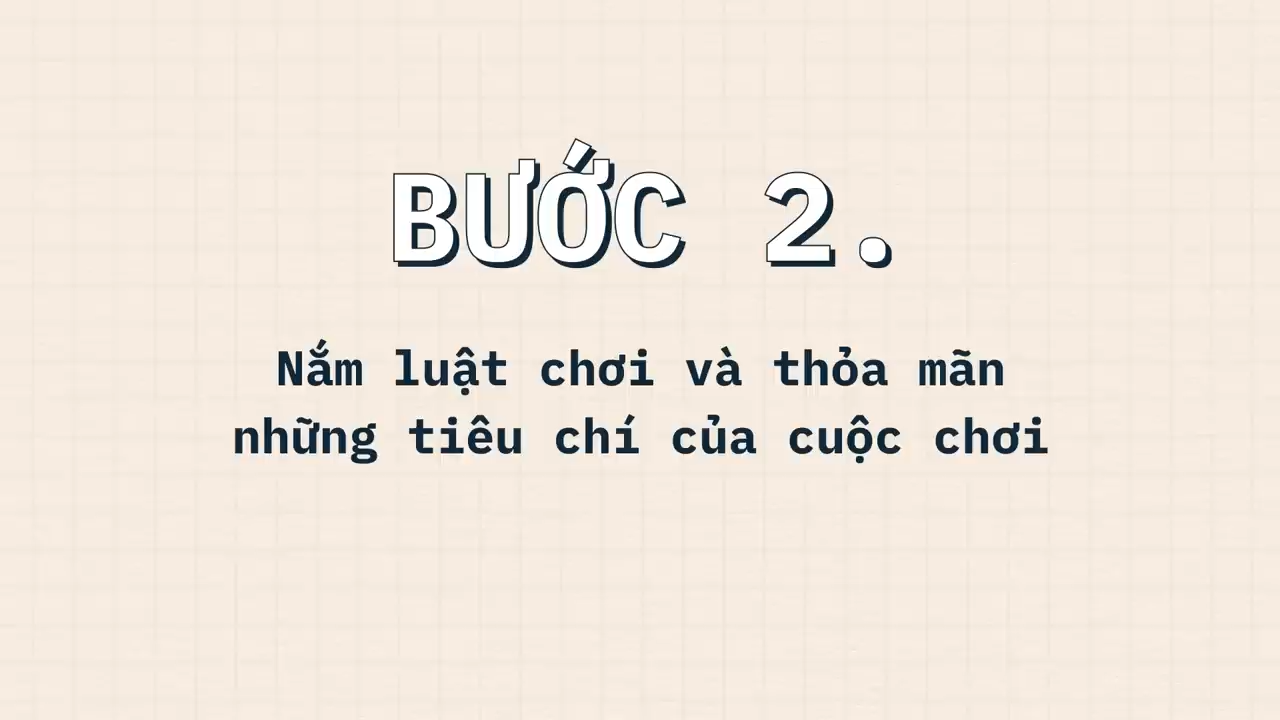 BƯỚC 2.
Nắm luật chơi và thỏa mãn
những tiêu chí của cuộc chơi